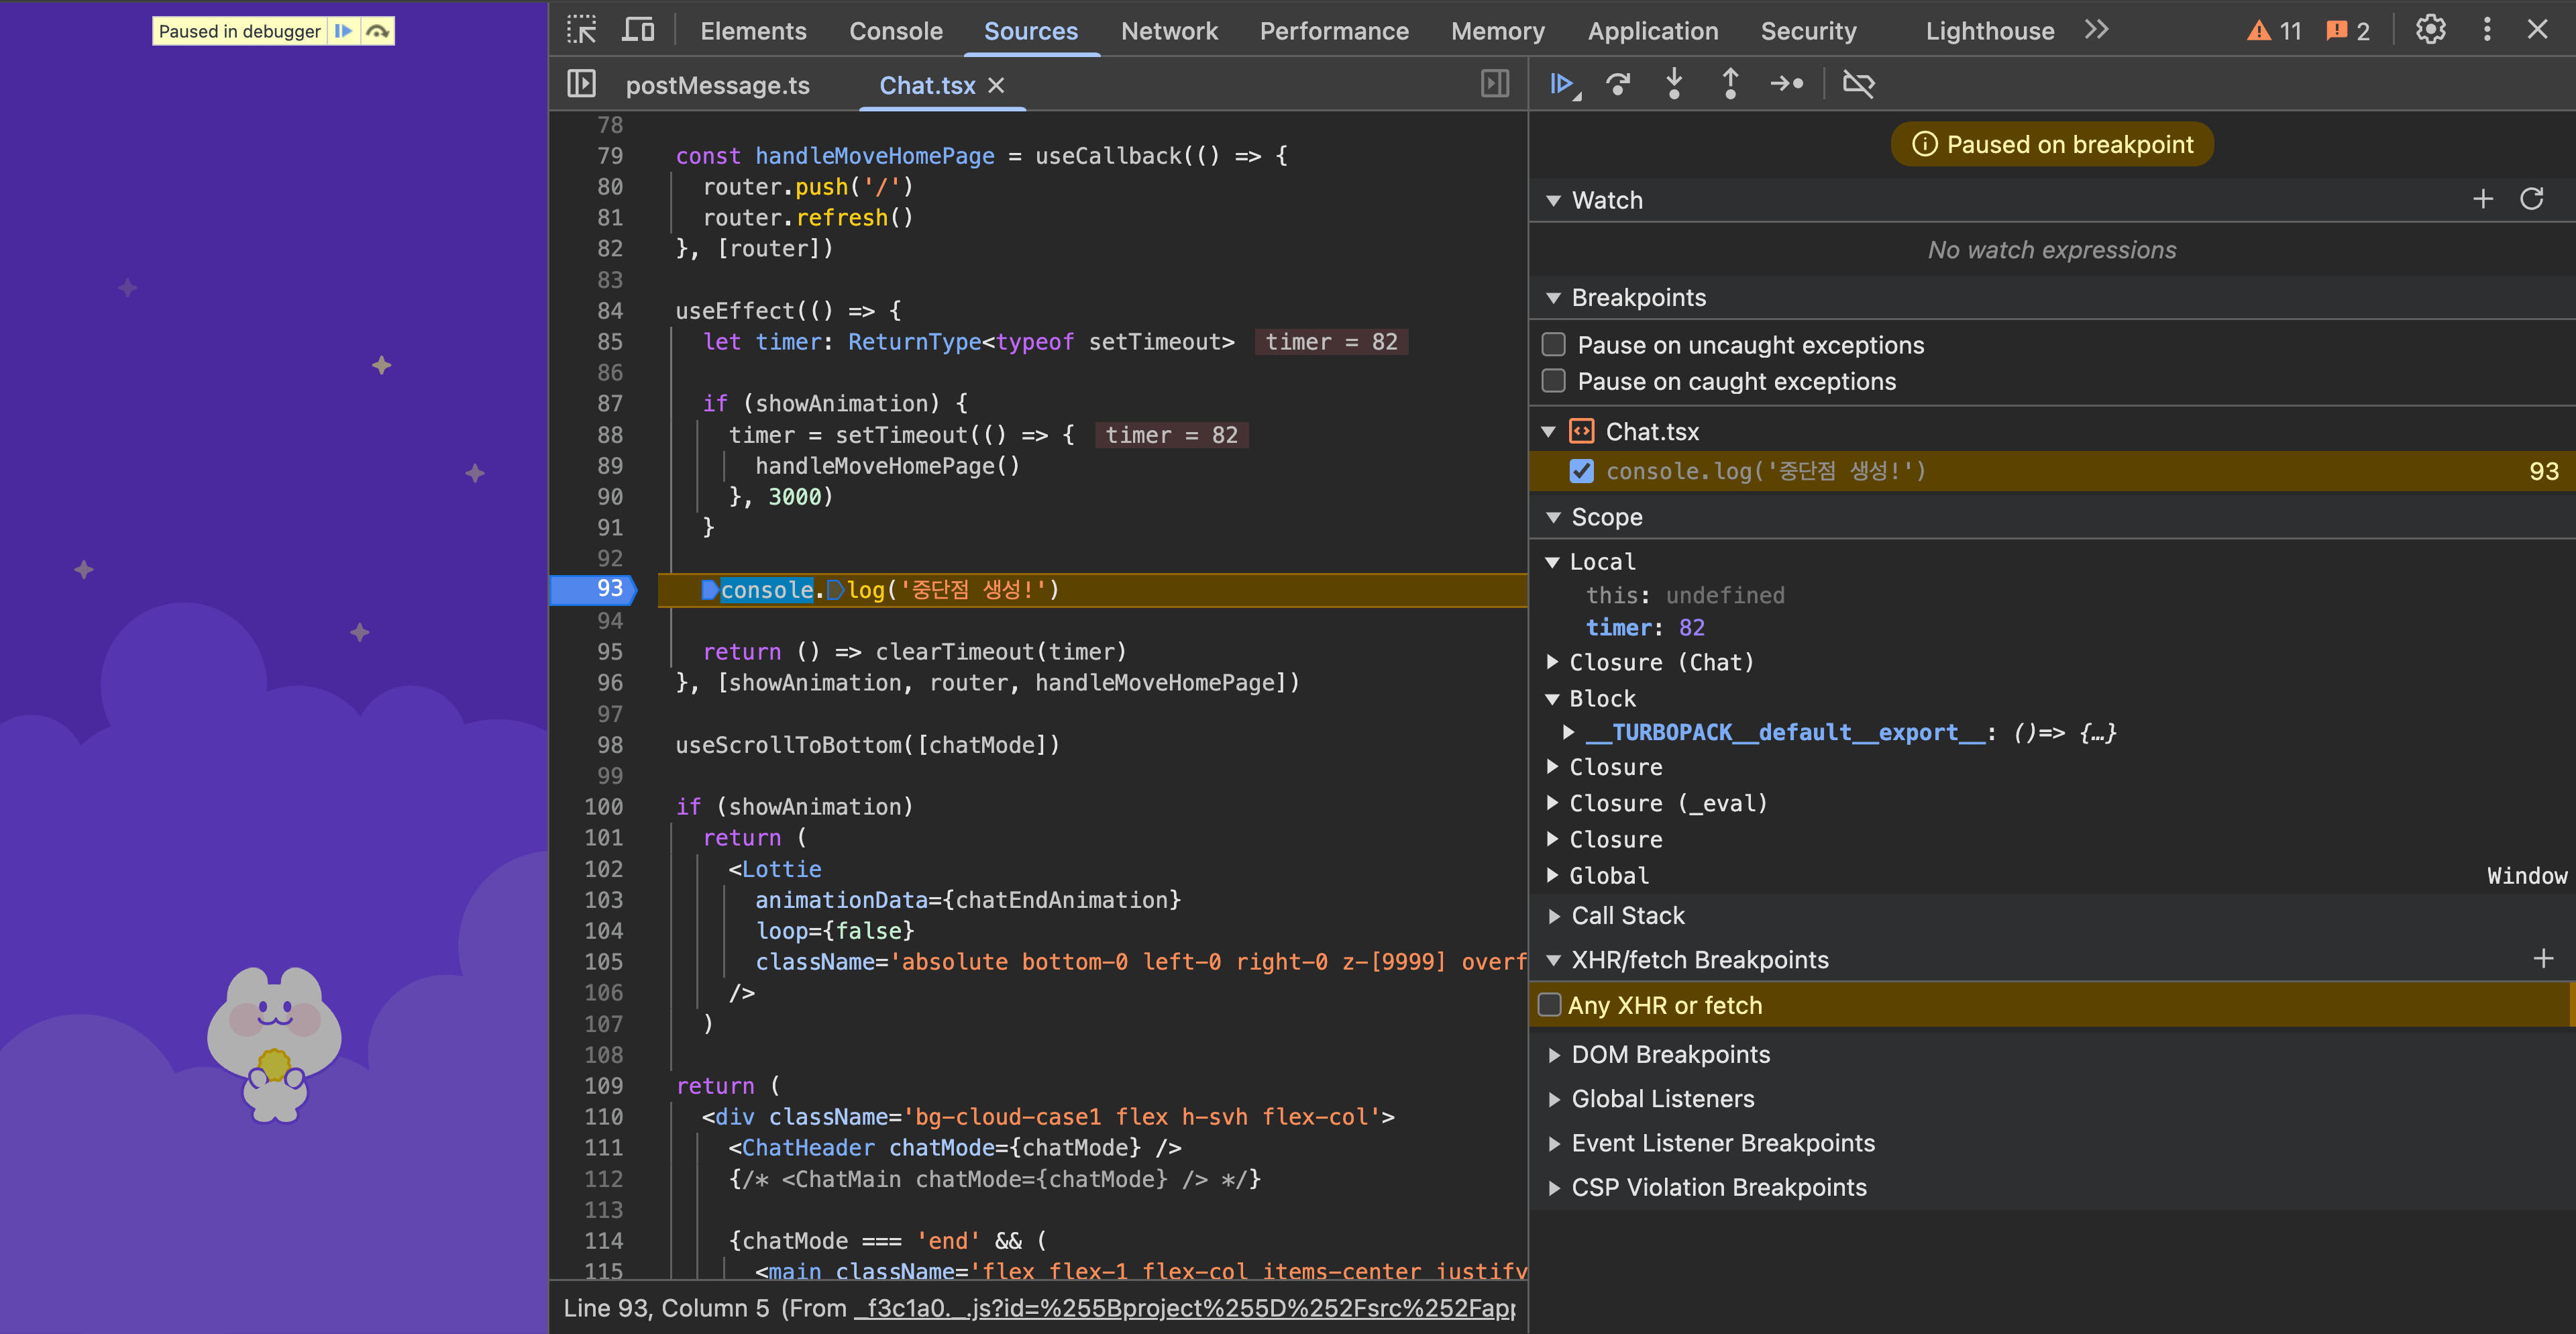 Paused in debugger
Elements Console Sources Network Performance Memory Application Security Lighthouse 11 2
postMessage.ts Chat.tsx
78
79 const handleMoveHomePage = useCallback(() => {
80 router.push('/')
81 router.refresh()
82 }, [router])
83
84 useEffect(() => {
85 let timer: ReturnType<typeof setTimeout> timer = 82
86
87 if (showAnimation) {
88 timer = setTimeout(() => { timer = 82
89 handleMoveHomePage()
90 }, 3000)
91 }
92
93 console.log('중단점 생성!')
94
95 return () => clearTimeout(timer)
96 }, [showAnimation, router, handleMoveHomePage])
97
98 useScrollToBottom([chatMode])
99
100 if (showAnimation)
101 return (
102 <Lottie
103 animationData={chatEndAnimation}
104 loop={false}
105 className='absolute bottom-0 left-0 right-0 z-[9999] overf
106 />
107 )
108
109 return (
110 <div className='bg-cloud-case1 flex h-svh flex-col'>
111 <ChatHeader chatMode={chatMode} />
112 {/* <ChatMain chatMode={chatMode} /> */}
113
114 {chatMode === 'end' && (
115 <main className='flex flex-1 flex-col items-center justify
Line 93, Column 5 (From _f3c1a0._.js?id=%255Bproject%255D%252Fsrc%252Fapp
Paused on breakpoint
Watch
No watch expressions
Breakpoints
Pause on uncaught exceptions
Pause on caught exceptions
Chat.tsx
console.log('중단점 생성!') 93
Scope
Local
this: undefined
timer: 82
Closure (Chat)
Block
__TURBOPACK__default__export__: ()=> {…}
Closure
Closure (_eval)
Closure
Global Window
Call Stack
XHR/fetch Breakpoints
Any XHR or fetch
DOM Breakpoints
Global Listeners
Event Listener Breakpoints
CSP Violation Breakpoints